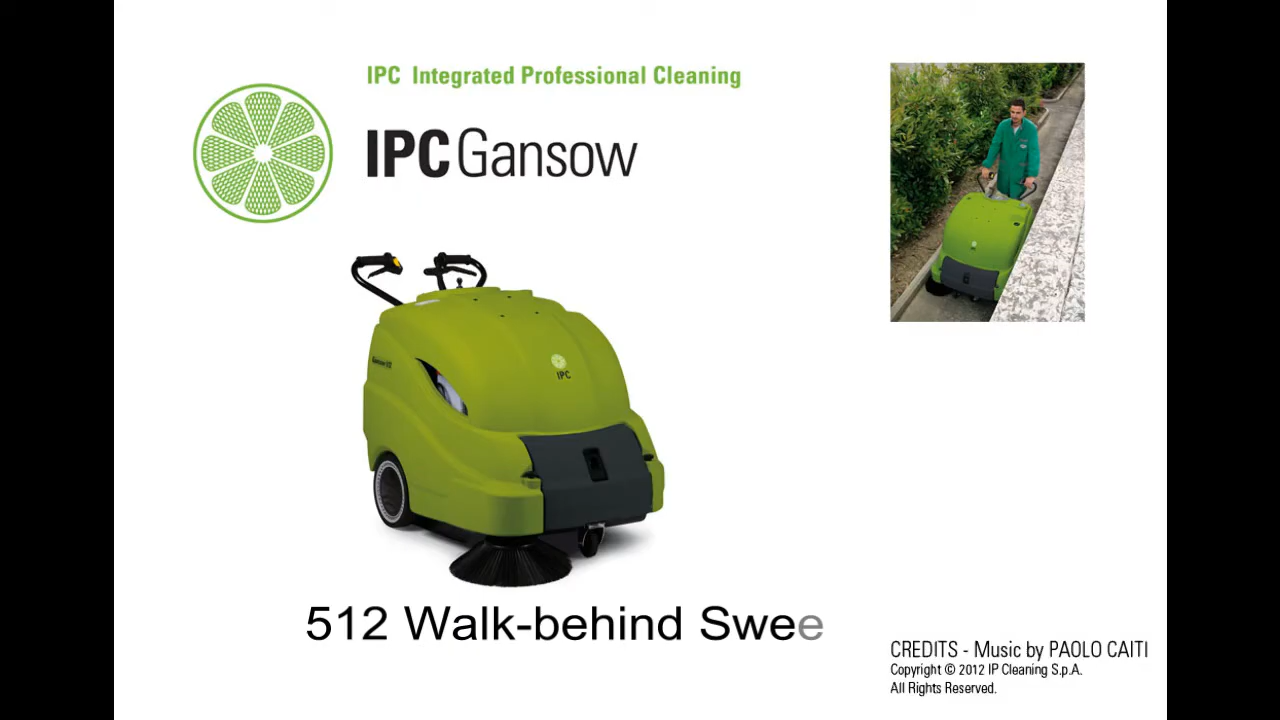 IPC Integrated Professional Cleaning
IPC Gansow
IPC
512 Walk-behind Swee
CREDITS - Music by PAOLO CAITI
Copyright © 2012 IP Cleaning S.p.A.
All Rights Reserved.